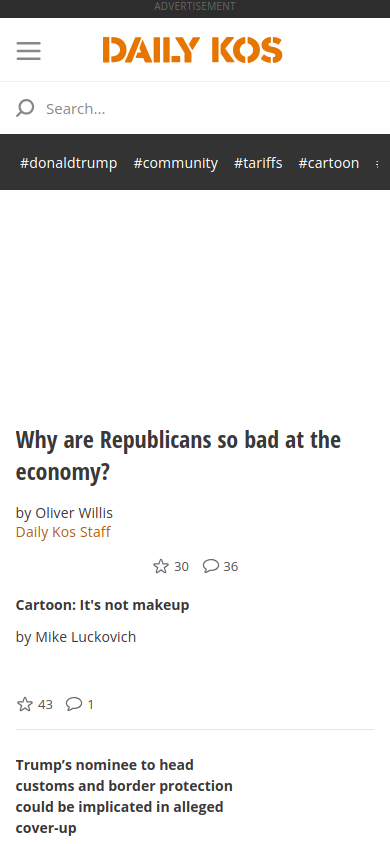 ADVERTISEMENT
DAILY KOS
Search...
#donaldtrump #community #tariffs #cartoon
Why are Republicans so bad at the
economy?
by Oliver Willis
Daily Kos Staff
30 36
Cartoon: It's not makeup
by Mike Luckovich
43 1
Trump’s nominee to head
customs and border protection
could be implicated in alleged
cover-up